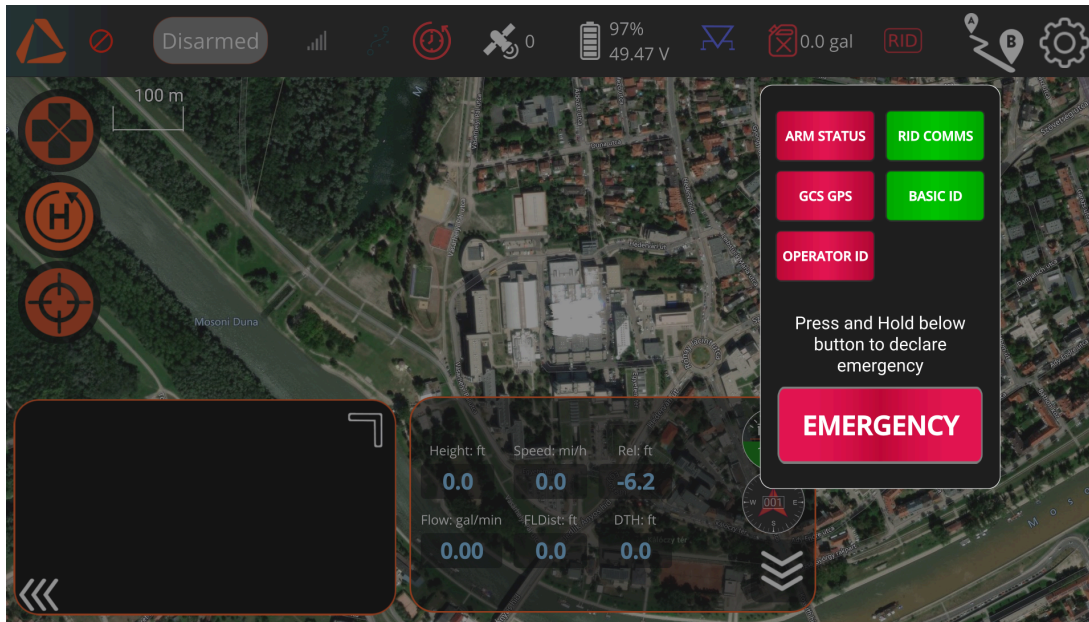 Disarmed
0
97%
49.47 V
0.0 gal
RID
A
B
100 m
H
Mosoni Duna
ARM STATUS
RID COMMS
GCS GPS
BASIC ID
OPERATOR ID
Press and Hold below
button to declare
emergency
EMERGENCY
Height: ft
Speed: mi/h
Rel: ft
0.0
0.0
-6.2
Flow: gal/min
FLDist: ft
DTH: ft
0.00
0.0
0.0
W
001
E
S
M o s